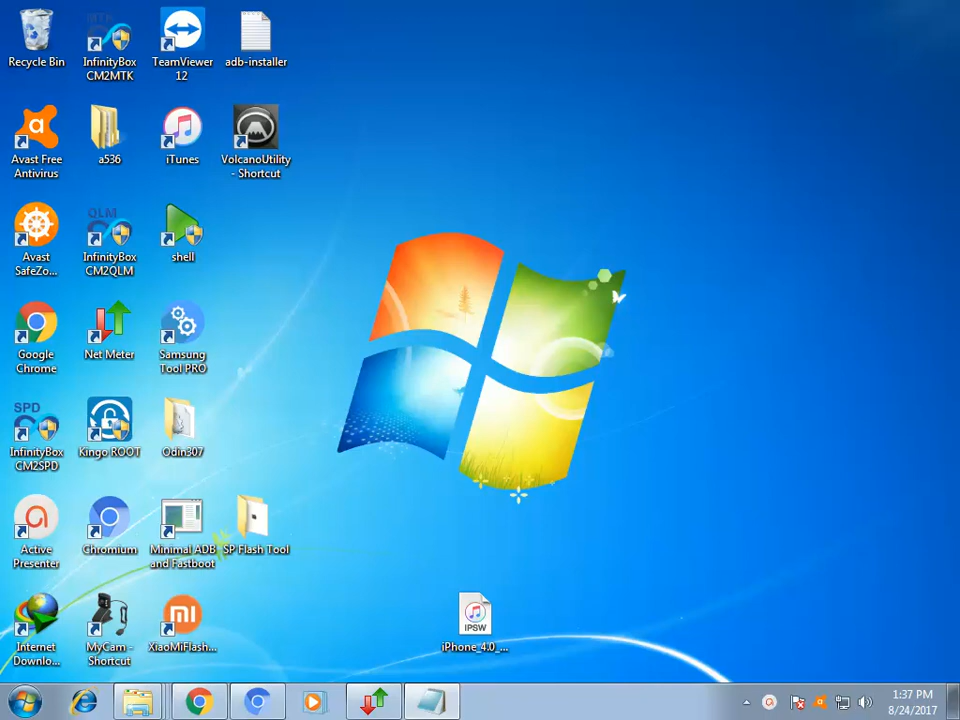 Recycle Bin
MTK
InfinityBox
CM2MTK
TeamViewer
12
adb-installer
Avast Free
Antivirus
a536
iTunes
VolcanoUtility
- Shortcut
Avast
SafeZo...
QLM
InfinityBox
CM2QLM
shell
Google
Chrome
Net Meter
Samsung
Tool PRO
SPD
InfinityBox
CM2SPD
Kingo ROOT
Odin307
Active
Presenter
Chromium
Minimal ADB
and Fastboot
SP Flash Tool
Internet
Downlo...
MyCam -
Shortcut
XiaoMiFlash...
IPSW
iPhone_4.0_...
1:37 PM
8/24/2017